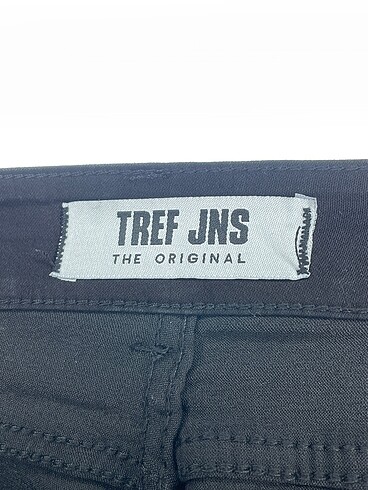 TREF JNS
THE ORIGINAL